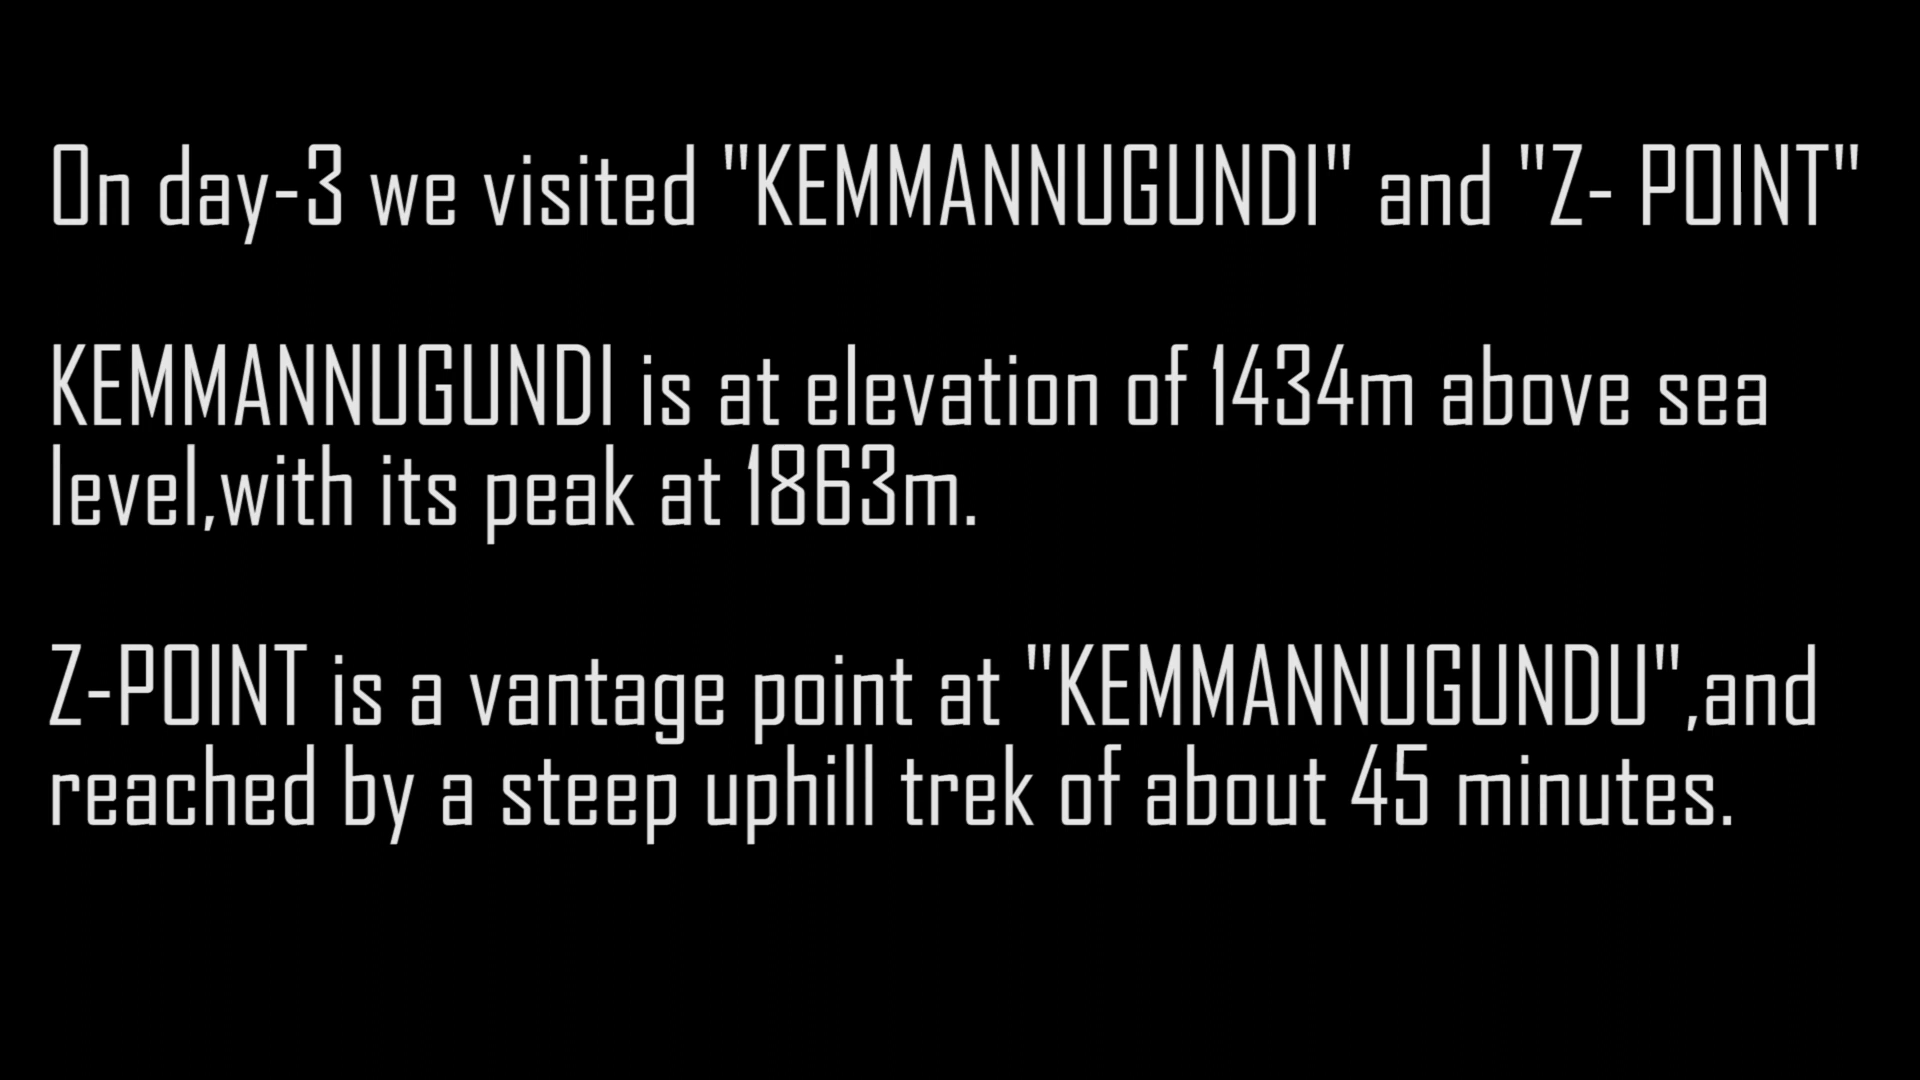 On day-3 we visited "KEMMANNUGUNDI" and "Z- POINT"
KEMMANNUGUNDI is at elevation of 1434m above sea
level,with its peak at 1863m.
Z-POINT is a vantage point at "KEMMANNUGUNDU",and
reached by a steep uphill trek of about 45 minutes.